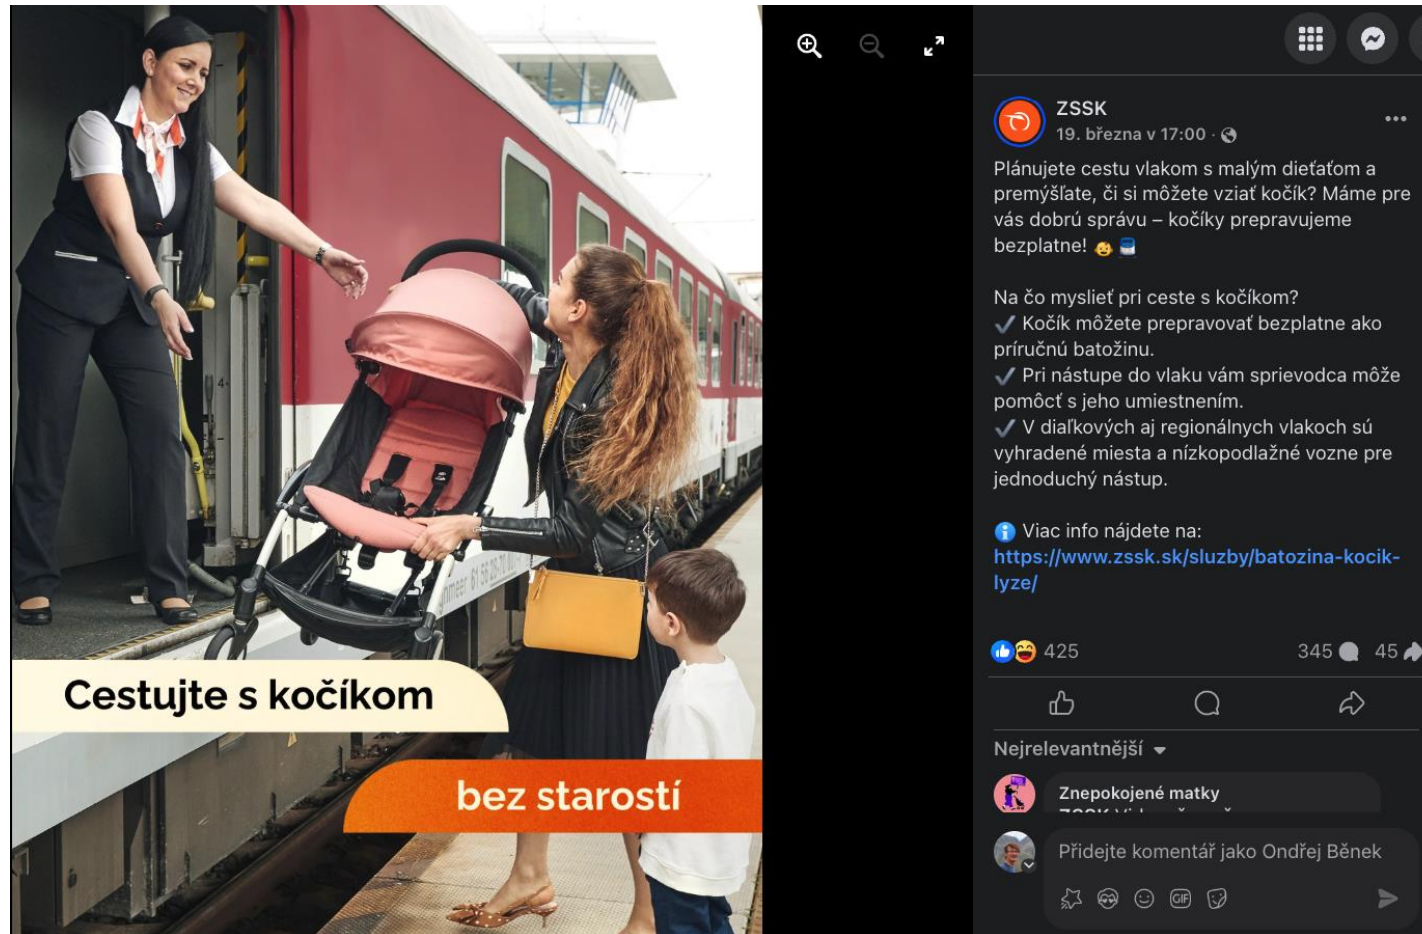 Cestujte s kočíkom
bez starostí
ZSSK
19. března v 17:00
Plánujete cestu vlakom s malým dieťaťom a
premýšľate, či si môžete vziať kočík? Máme pre
vás dobrú správu – kočíky prepravujeme
bezplatne!
Na čo myslieť pri ceste s kočíkom?
✓ Kočík môžete prepravovať bezplatne ako
príručnú batožinu.
✓ Pri nástupe do vlaku vám sprievodca môže
pomôcť s jeho umiestnením.
✓ V diaľkových aj regionálnych vlakoch sú
vyhradené miesta a nízkopodlažné vozne pre
jednoduchý nástup.
Viac info nájdete na:
https://www.zssk.sk/sluzby/batozina-kocik-
lyze/
425 345 45
Nejrelevantnější
Znepokojené matky
Přidejte komentář jako Ondřej Běnek
GIF